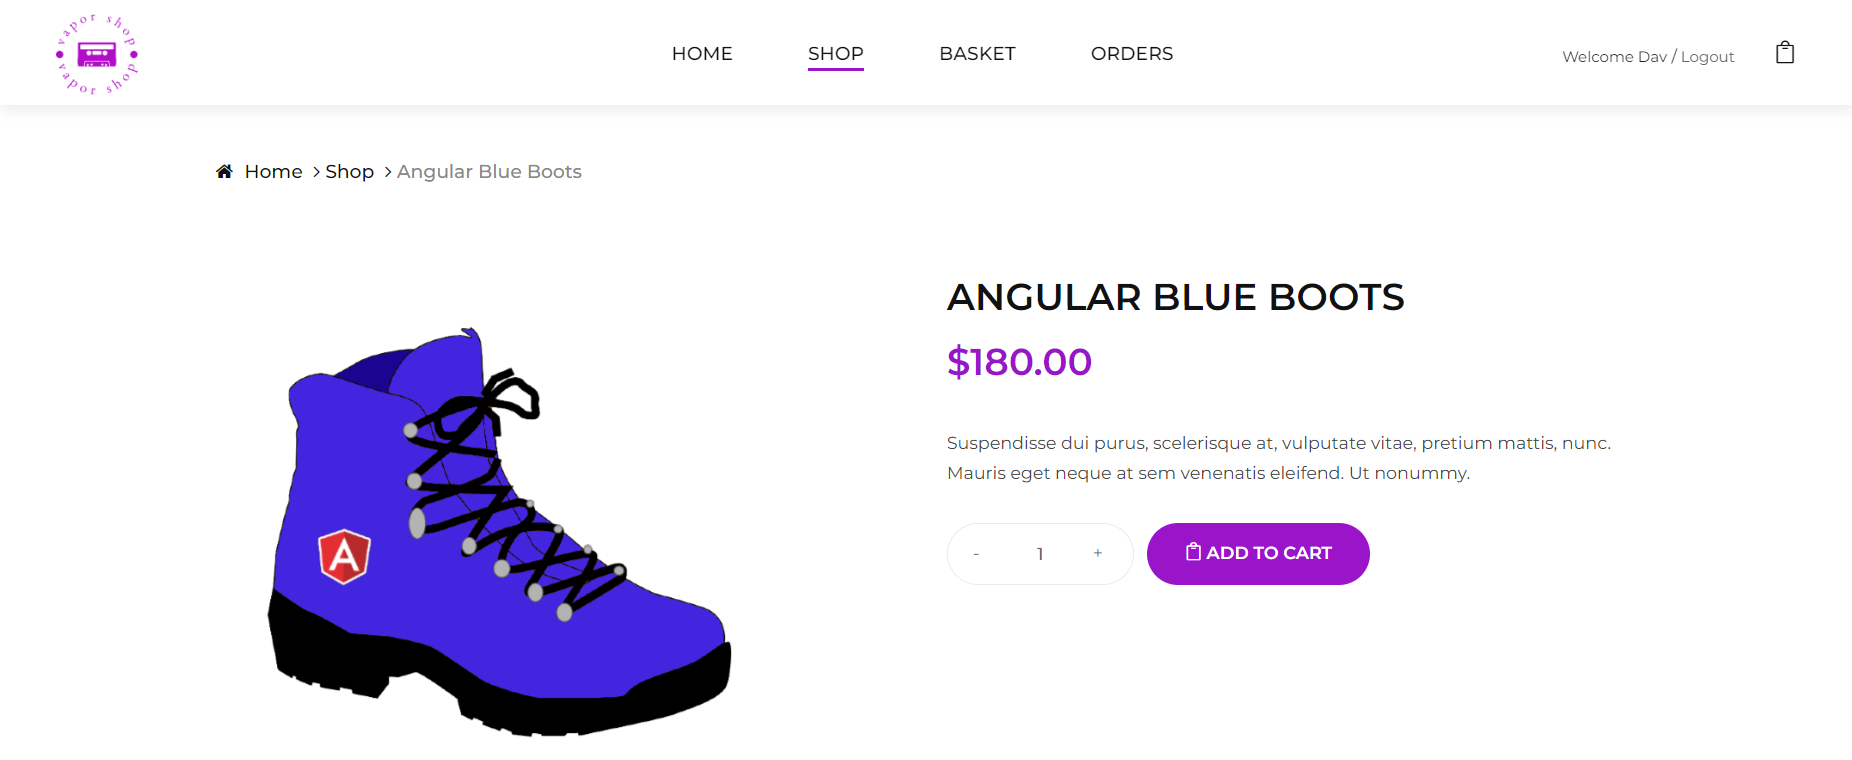 vapor shop
vapor shop
HOME SHOP BASKET ORDERS
Welcome Dav / Logout
Home > Shop > Angular Blue Boots
ANGULAR BLUE BOOTS
$180.00
Suspendisse dui purus, scelerisque at, vulputate vitae, pretium mattis, nunc.
Mauris eget neque at sem venenatis eleifend. Ut nonummy.
- 1 +
ADD TO CART
A